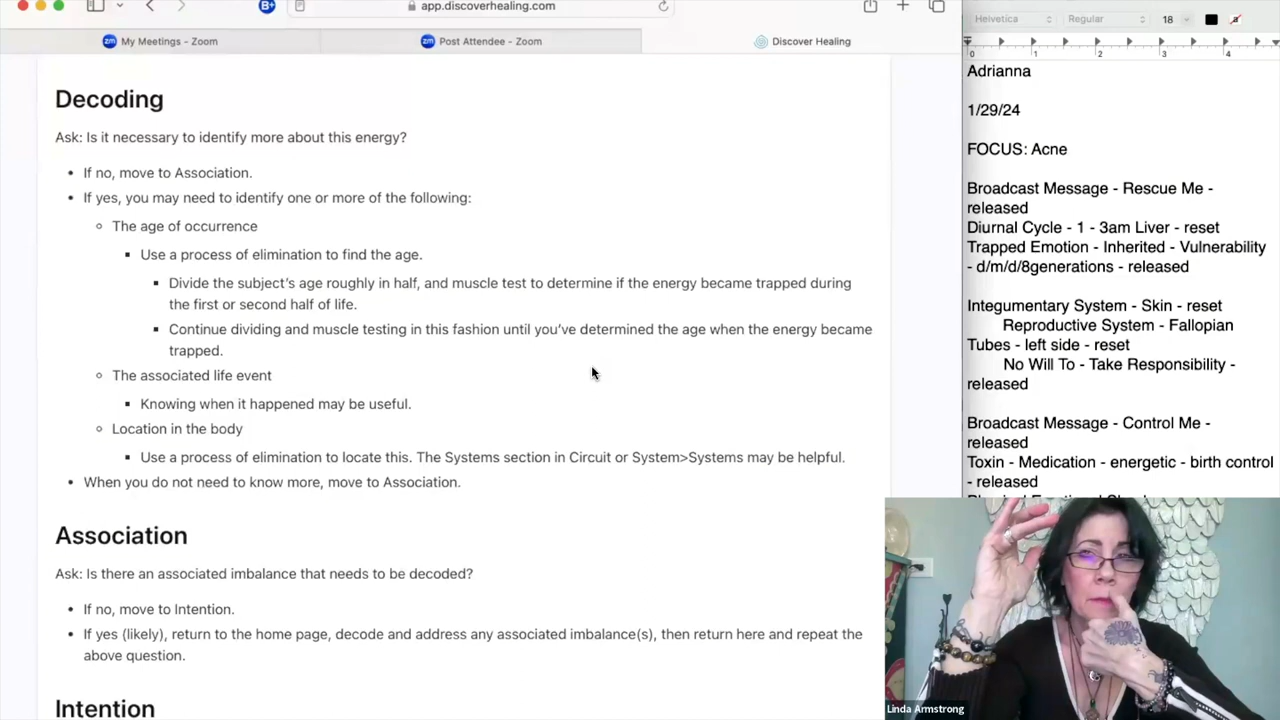 B+
app.discoverhealing.com
Helvetica
Regular
18
zm My Meetings - Zoom
zm Post Attendee - Zoom
Discover Healing
0 1 2 3 4
Decoding
Ask: Is it necessary to identify more about this energy?
• If no, move to Association.
• If yes, you may need to identify one or more of the following:
The age of occurrence
Use a process of elimination to find the age.
Divide the subject's age roughly in half, and muscle test to determine if the energy became trapped during
the first or second half of life.
Continue dividing and muscle testing in this fashion until you've determined the age when the energy became
trapped.
The associated life event
Knowing when it happened may be useful.
Location in the body
Use a process of elimination to locate this. The Systems section in Circuit or System>Systems may be helpful.
• When you do not need to know more, move to Association.
Association
Ask: Is there an associated imbalance that needs to be decoded?
• If no, move to Intention.
• If yes (likely), return to the home page, decode and address any associated imbalance(s), then return here and repeat the
above question.
Intention
Adrianna
1/29/24
FOCUS: Acne
Broadcast Message - Rescue Me -
released
Diurnal Cycle - 1 - 3am Liver - reset
Trapped Emotion - Inherited - Vulnerability
- d/m/d/8generations - released
Integumentary System - Skin - reset
Reproductive System - Fallopian
Tubes - left side - reset
No Will To - Take Responsibility -
released
Broadcast Message - Control Me -
released
Toxin - Medication - energetic - birth control
- released
Linda Armstrong